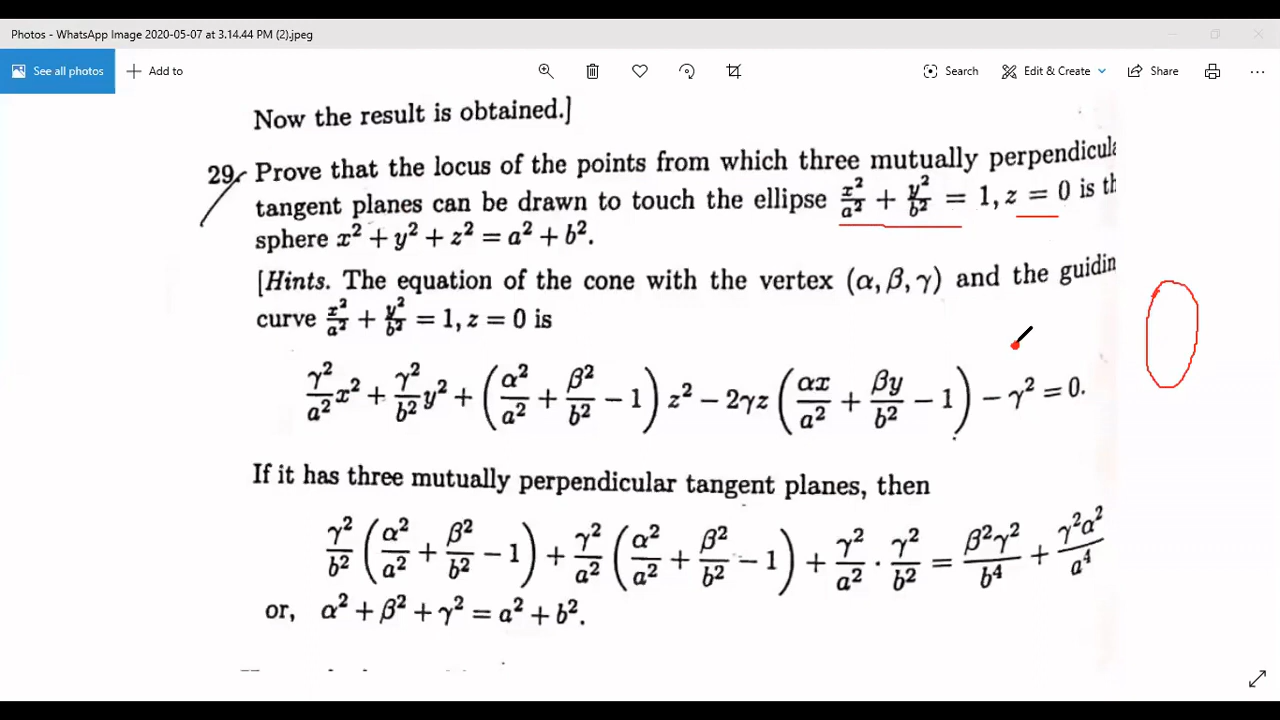 Photos - WhatsApp Image 2020-05-07 at 3.14.44 PM (2).jpeg
See all photos Add to Search Edit & Create Share
Now the result is obtained.]
29. Prove that the locus of the points from which three mutually perpendicula
tangent planes can be drawn to touch the ellipse x²/a² + y²/b² = 1, z = 0 is th
sphere x² + y² + z² = a² + b².
[Hints. The equation of the cone with the vertex (α, β, γ) and the guidin
curve x²/a² + y²/b² = 1, z = 0 is
γ²/a² x² + γ²/b² y² + (α²/a² + β²/b² − 1) z² − 2γz (αx/a² + βy/b² − 1) − γ² = 0.
If it has three mutually perpendicular tangent planes, then
γ²/b² (α²/a² + β²/b² − 1) + γ²/a² (α²/a² + β²/b² − 1) + γ²/a² · γ²/b² = β²γ²/b⁴ + γ²α²/a⁴
or, α² + β² + γ² = a² + b².